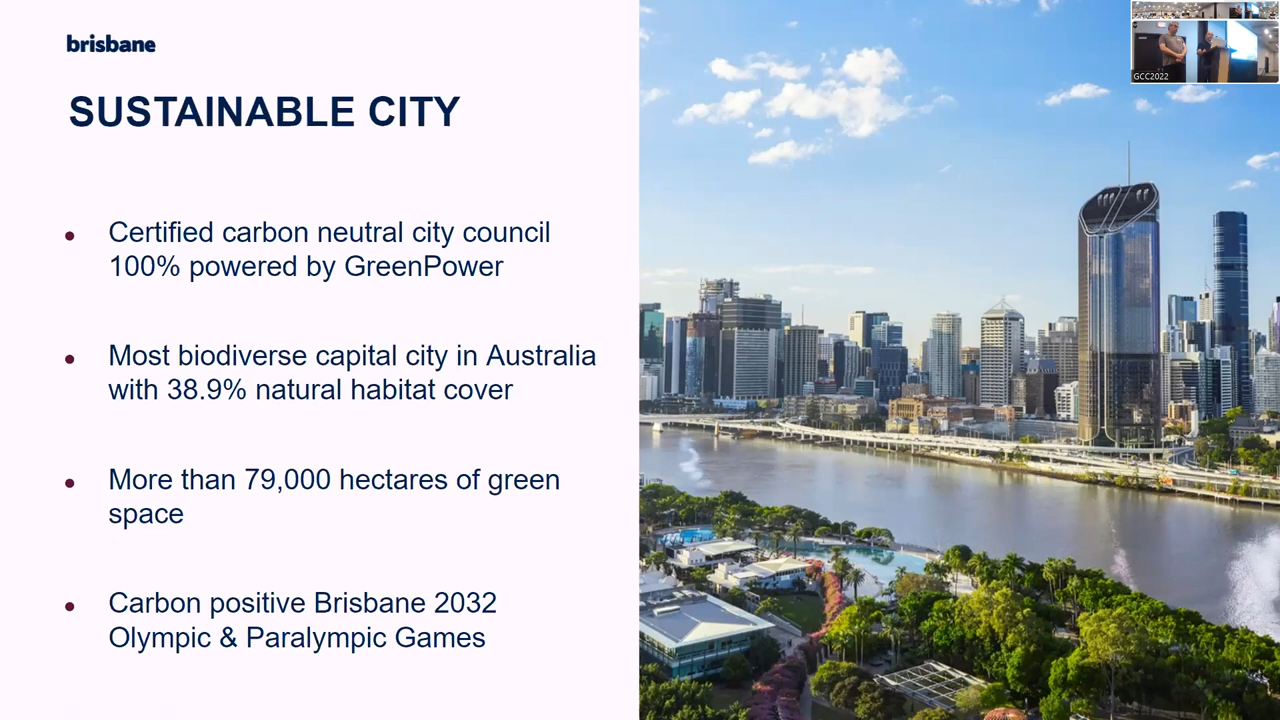 brisbane
SUSTAINABLE CITY
Certified carbon neutral city council
100% powered by GreenPower
Most biodiverse capital city in Australia
with 38.9% natural habitat cover
More than 79,000 hectares of green
space
Carbon positive Brisbane 2032
Olympic & Paralympic Games
GCC2022